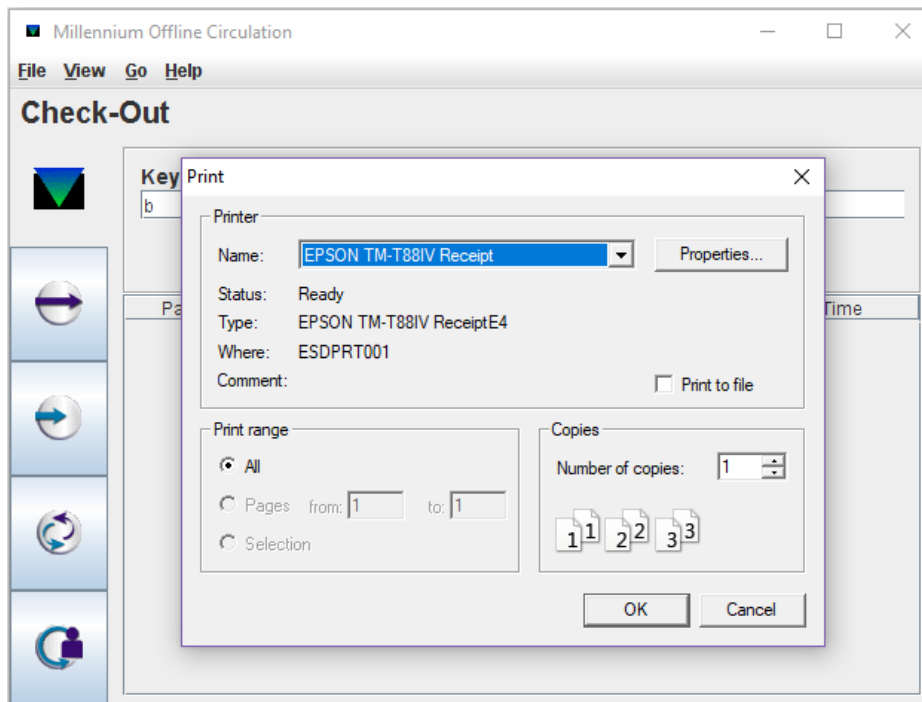 Millennium Offline Circulation
File View Go Help
Check-Out
Key
b
Print
Printer
Name: EPSON TM-T88IV Receipt Properties...
Status: Ready
Type: EPSON TM-T88IV ReceiptE4
Where: ESDPRT001
Comment: Print to file
Pa Time
Print range
All
Pages from: 1 to: 1
Selection
Copies
Number of copies: 1
1 1 2 2 3 3
OK Cancel